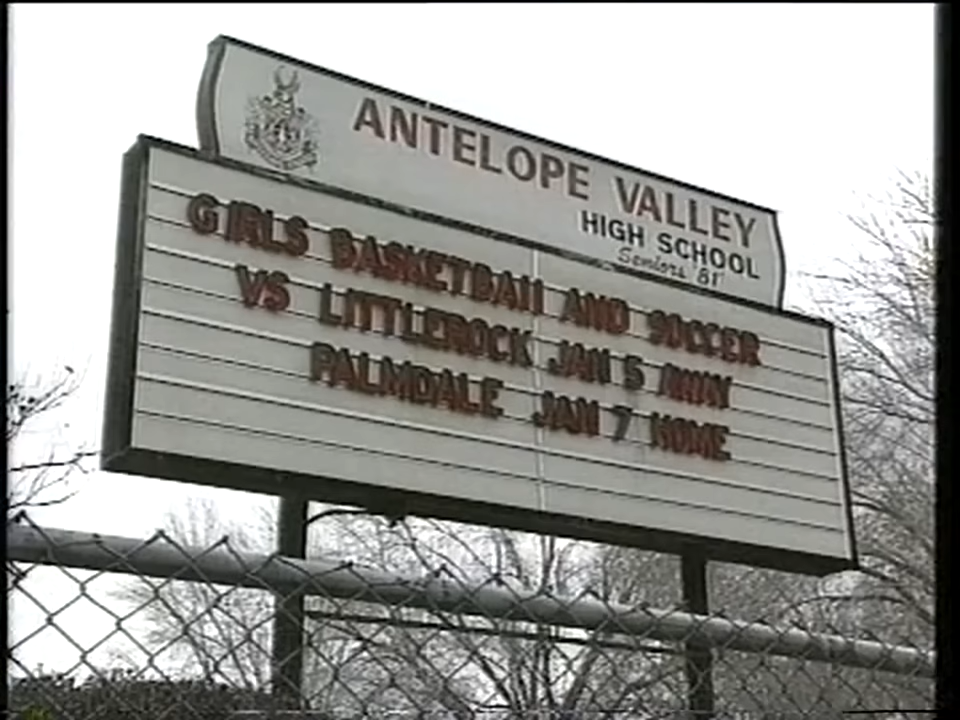 ANTELOPE VALLEY
HIGH SCHOOL
Seniors '81'
GIRLS BASKETBAll AND SOCCER
VS LITTLEROCK JAN 5 AWAY
PALMDALE JAN 7 HOME